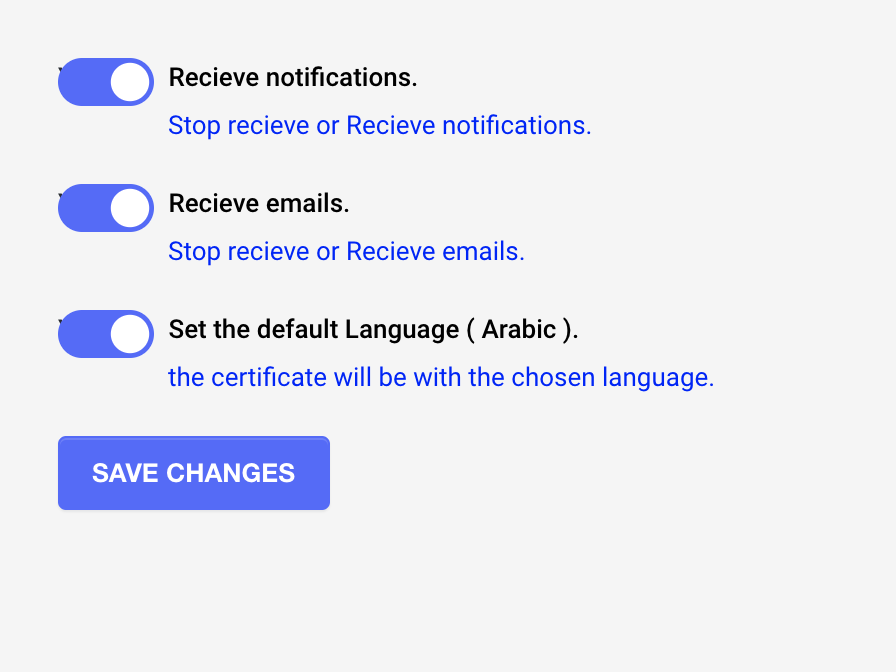 Recieve notifications.
Stop recieve or Recieve notifications.
Recieve emails.
Stop recieve or Recieve emails.
Set the default Language ( Arabic ).
the certificate will be with the chosen language.
SAVE CHANGES